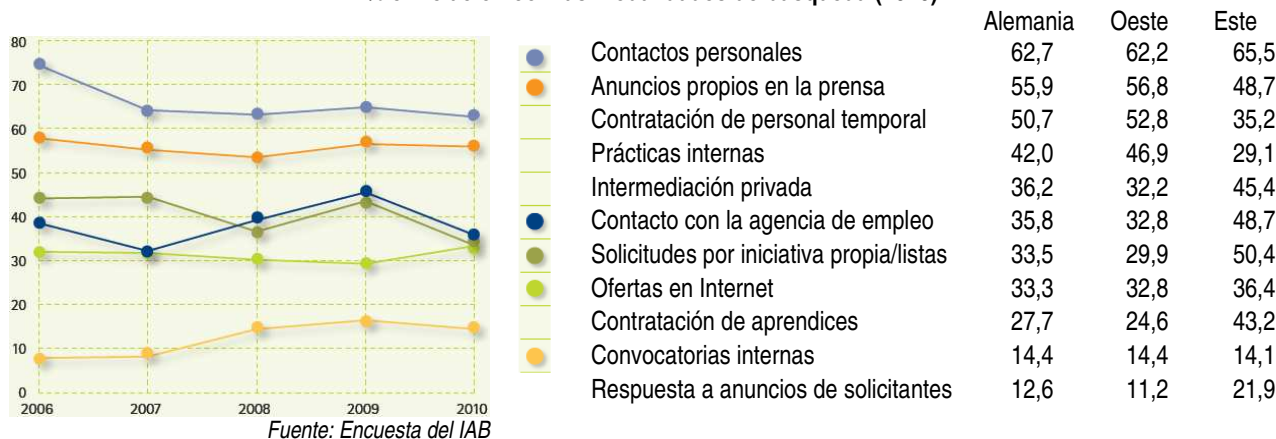 Alemania Oeste Este
80
70
60
50
40
30
20
10
0
2006 2007 2008 2009 2010
Fuente: Encuesta del IAB
Contactos personales 62,7 62,2 65,5
Anuncios propios en la prensa 55,9 56,8 48,7
Contratación de personal temporal 50,7 52,8 35,2
Prácticas internas 42,0 46,9 29,1
Intermediación privada 36,2 32,2 45,4
Contacto con la agencia de empleo 35,8 32,8 48,7
Solicitudes por iniciativa propia/listas 33,5 29,9 50,4
Ofertas en Internet 33,3 32,8 36,4
Contratación de aprendices 27,7 24,6 43,2
Convocatorias internas 14,4 14,4 14,1
Respuesta a anuncios de solicitantes 12,6 11,2 21,9